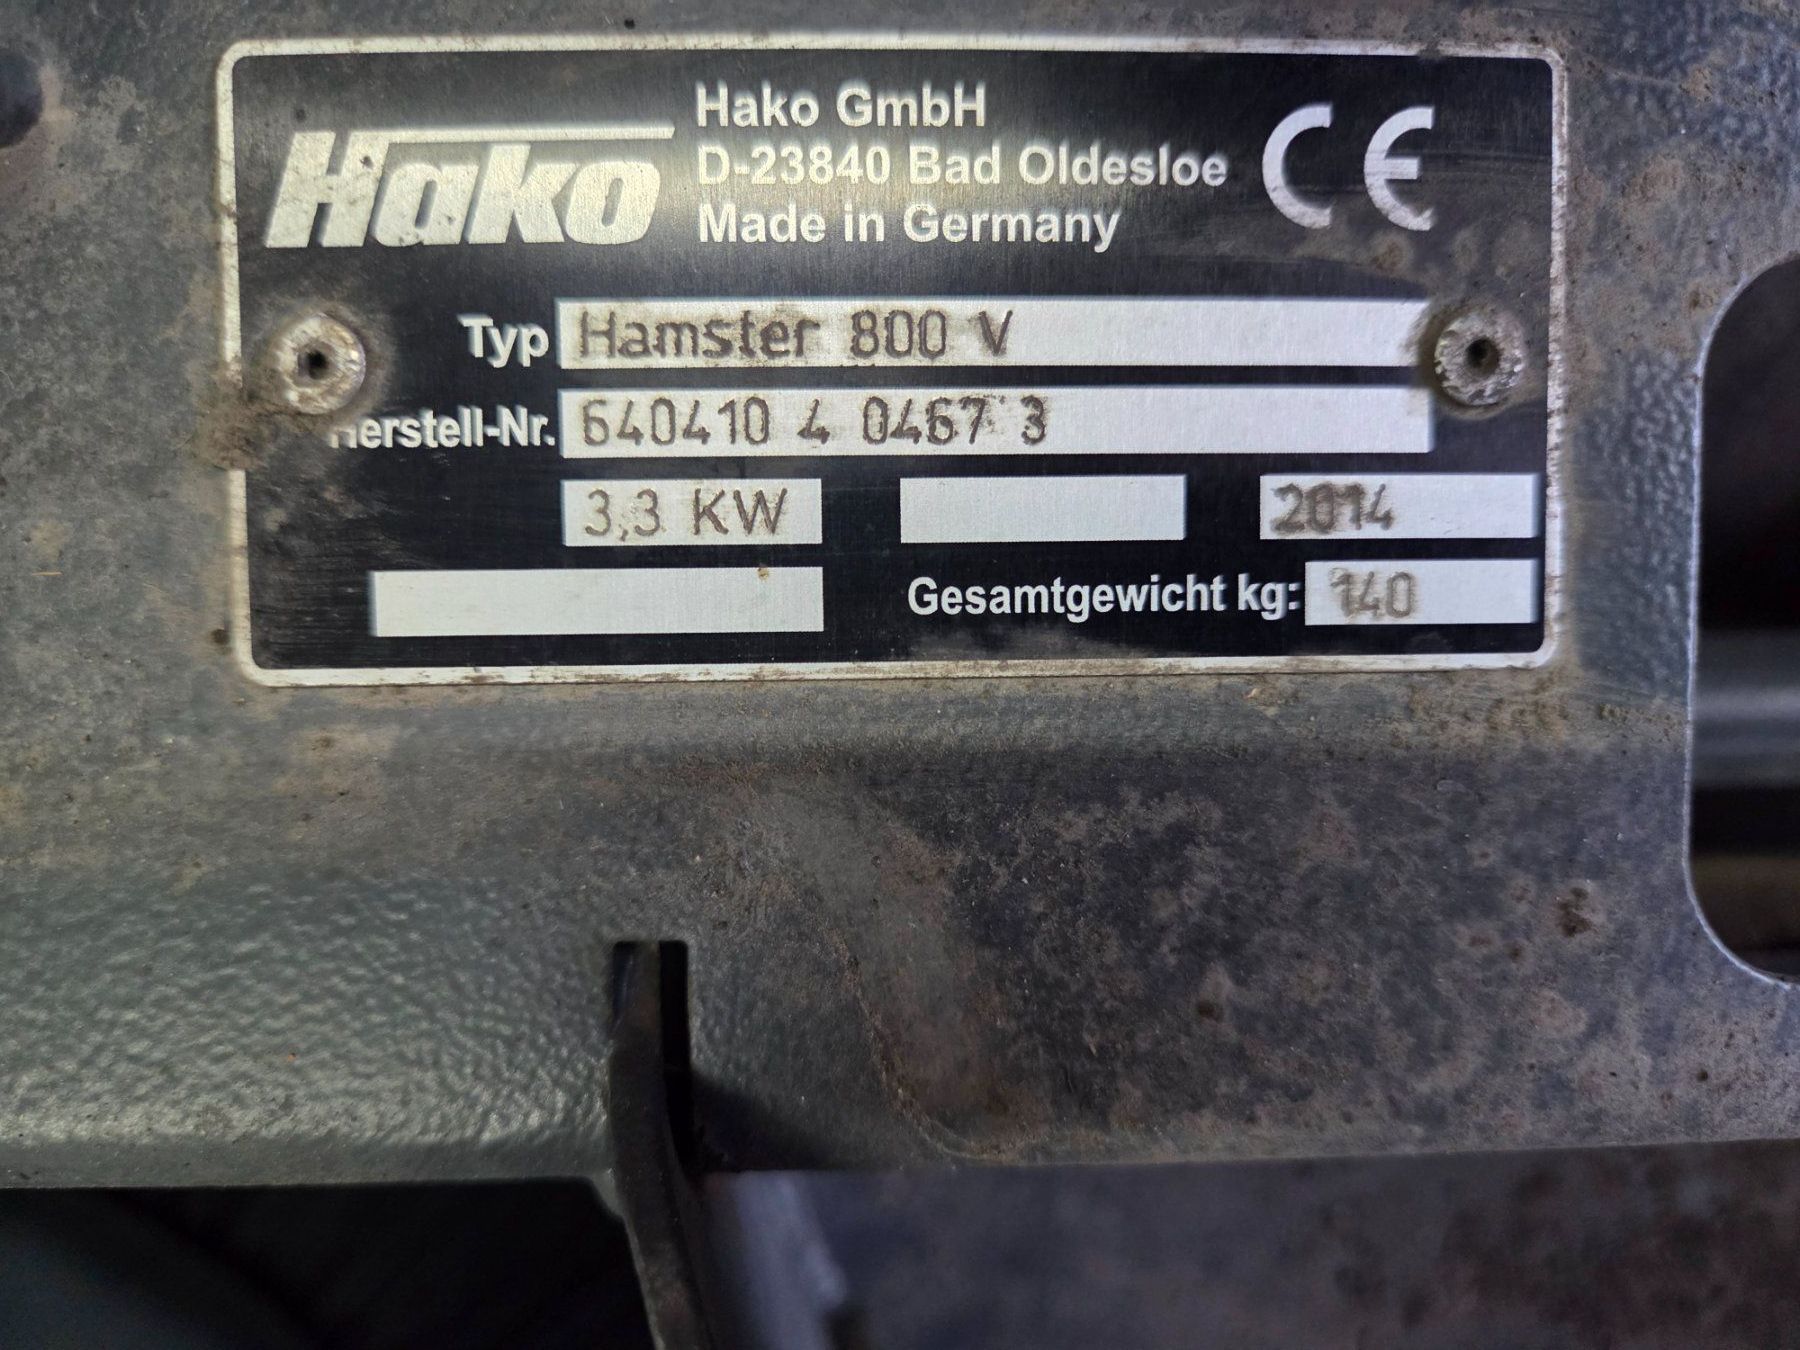 Hako
Hako GmbH
D-23840 Bad Oldesloe
Made in Germany
CE
Typ Hamster 800 V
Herstell-Nr. 640410 4 0467 3
3,3 KW
2014
Gesamtgewicht kg: 140